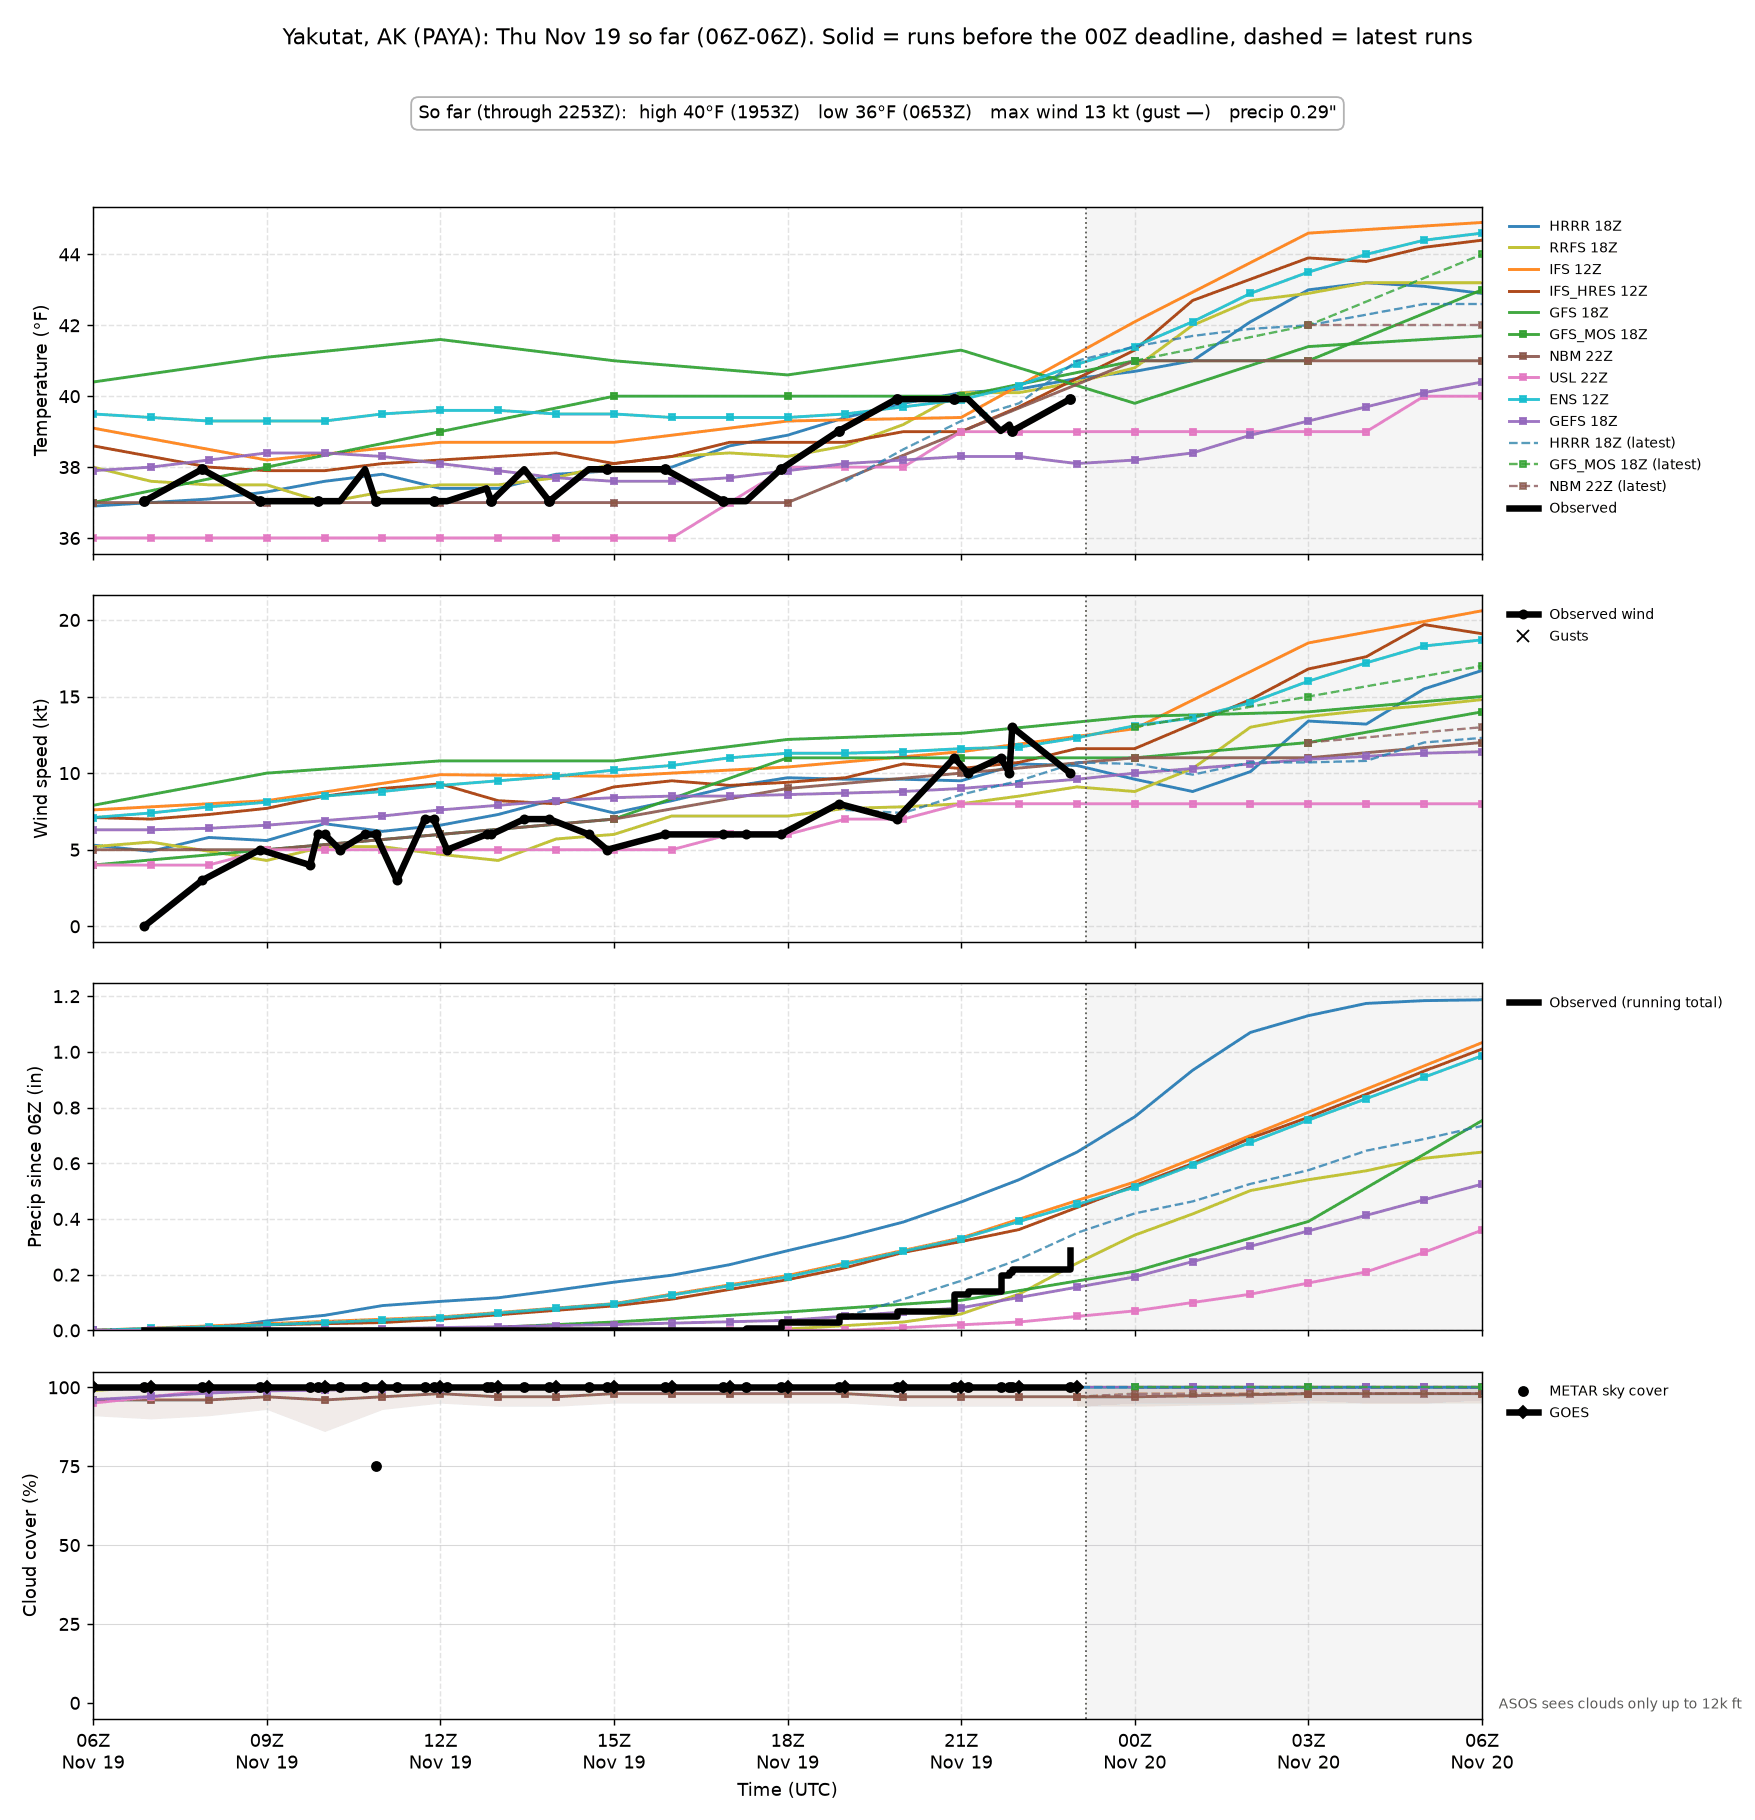 Yakutat, AK (PAYA): Thu Nov 19 so far (06Z-06Z). Solid = runs before the 00Z deadline, dashed = latest runs
So far (through 2253Z):  high 40°F (1953Z)   low 36°F (0653Z)   max wind 13 kt (gust —)   precip 0.29"
Temperature (°F)
44
42
40
38
36
HRRR 18Z
RRFS 18Z
IFS 12Z
IFS_HRES 12Z
GFS 18Z
GFS_MOS 18Z
NBM 22Z
USL 22Z
ENS 12Z
GEFS 18Z
HRRR 18Z (latest)
GFS_MOS 18Z (latest)
NBM 22Z (latest)
Observed
Wind speed (kt)
20
15
10
5
0
Observed wind
Gusts
Precip since 06Z (in)
1.2
1.0
0.8
0.6
0.4
0.2
0.0
Observed (running total)
Cloud cover (%)
100
75
50
25
0
METAR sky cover
GOES
ASOS sees clouds only up to 12k ft
06Z
Nov 19
09Z
Nov 19
12Z
Nov 19
15Z
Nov 19
18Z
Nov 19
21Z
Nov 19
00Z
Nov 20
03Z
Nov 20
06Z
Nov 20
Time (UTC)